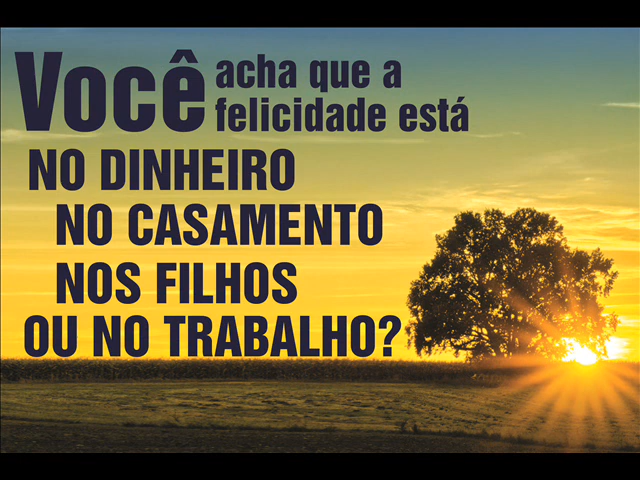 Você acha que a
felicidade está
NO DINHEIRO
NO CASAMENTO
NOS FILHOS
OU NO TRABALHO?